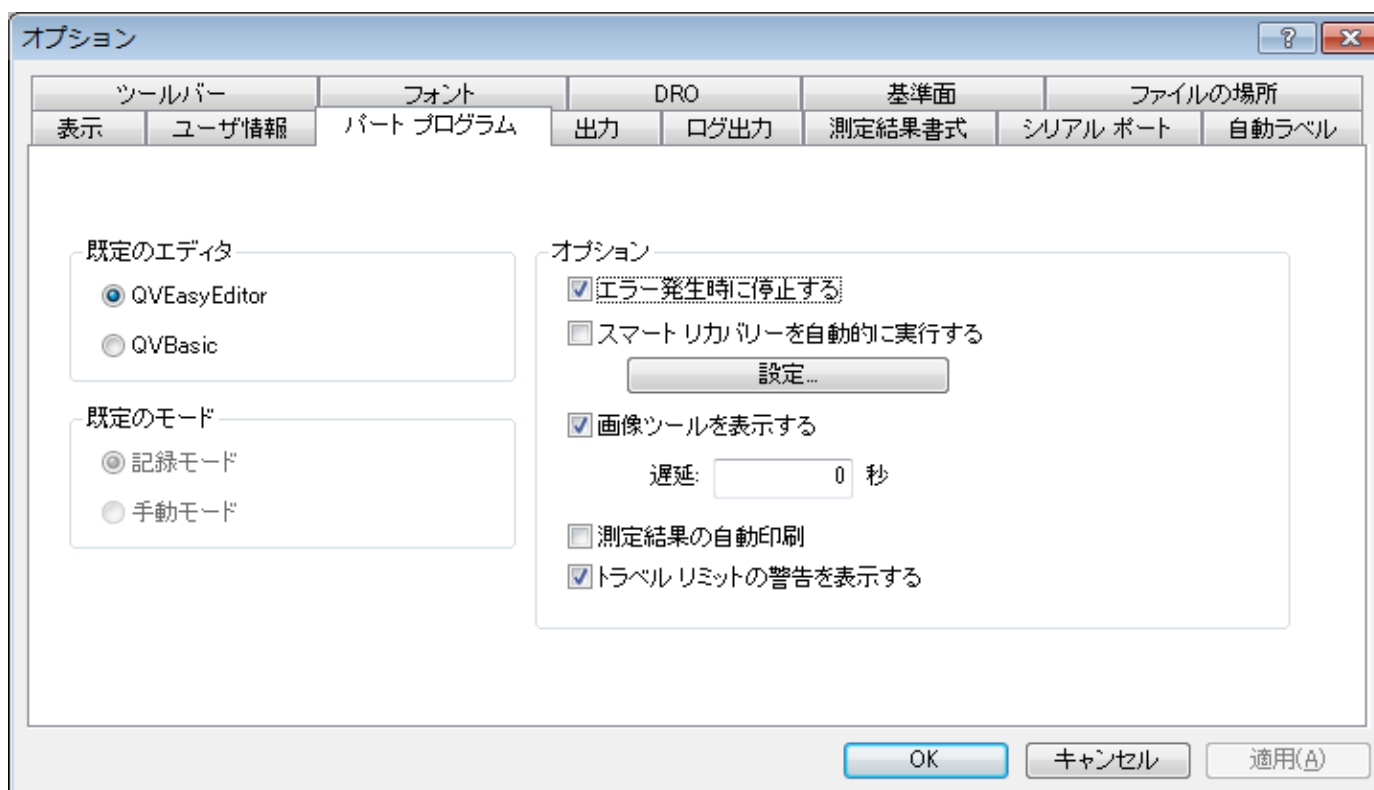 オプション
ツールバー フォント DRO 基準面 ファイルの場所
表示 ユーザ情報 パート プログラム 出力 ログ出力 測定結果書式 シリアル ポート 自動ラベル
既定のエディタ
QVEasyEditor
QVBasic
既定のモード
記録モード
手動モード
オプション
エラー発生時に停止する
スマート リカバリーを自動的に実行する
設定...
画像ツールを表示する
遅延: 0 秒
測定結果の自動印刷
トラベル リミットの警告を表示する
OK キャンセル 適用(A)